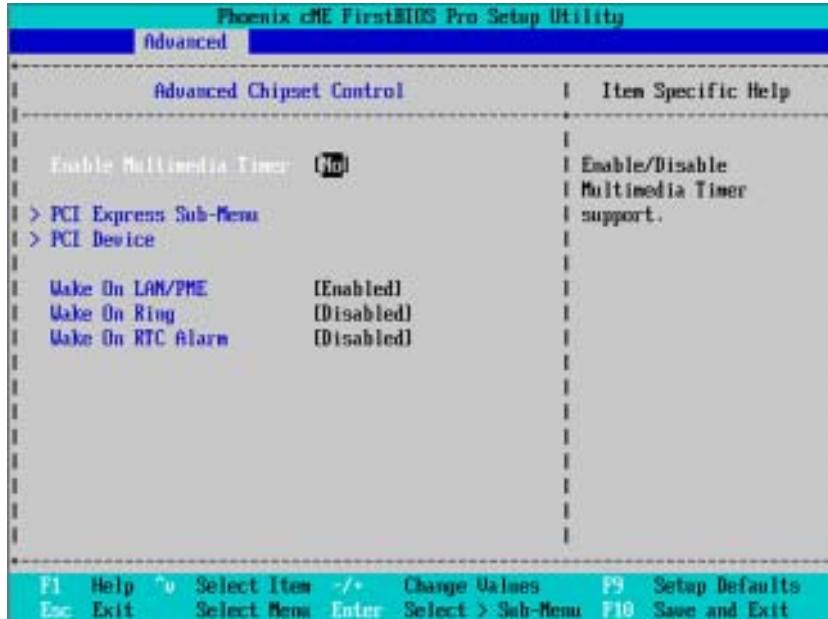 Phoenix cME FirstBIOS Pro Setup Utility
Advanced
Advanced Chipset Control
Item Specific Help
Enable Multimedia Timer [No]
Enable/Disable
Multimedia Timer
support.
> PCI Express Sub-Menu
> PCI Device
Wake On LAN/PME [Enabled]
Wake On Ring [Disabled]
Wake On RTC Alarm [Disabled]
F1 Help ^v Select Item -/+ Change Values F9 Setup Defaults
Esc Exit Select Menu Enter Select > Sub-Menu F10 Save and Exit